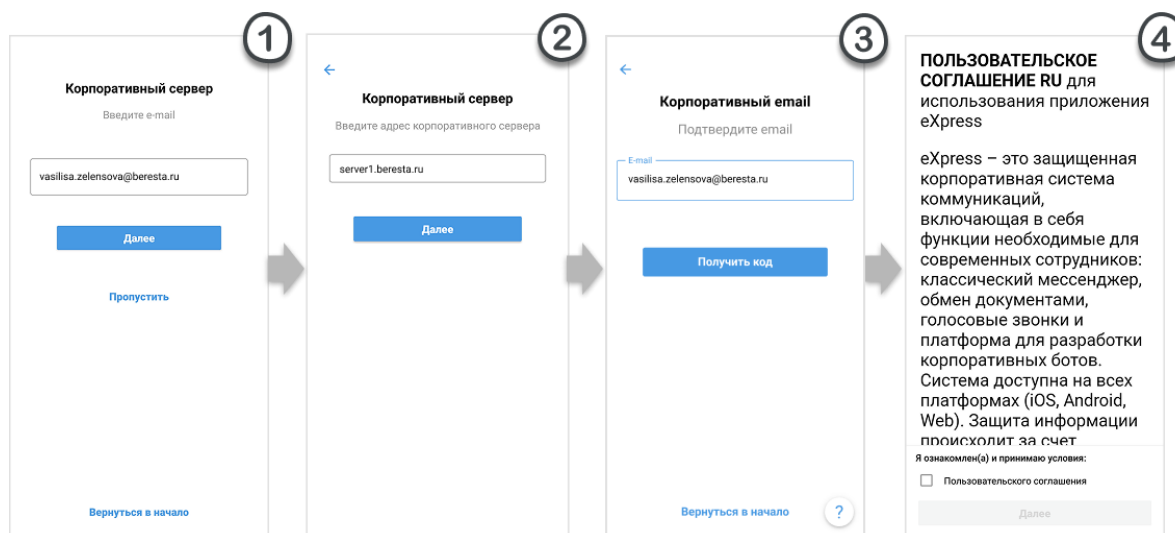 1
Корпоративный сервер
Введите e-mail
vasilisa.zelensova@beresta.ru
Далее
Пропустить
Вернуться в начало
2
Корпоративный сервер
Введите адрес корпоративного сервера
server1.beresta.ru
Далее
3
Корпоративный email
Подтвердите email
E-mail
vasilisa.zelensova@beresta.ru
Получить код
Вернуться в начало
?
4
ПОЛЬЗОВАТЕЛЬСКОЕ
СОГЛАШЕНИЕ RU для
использования приложения
eXpress
eXpress – это защищенная
корпоративная система
коммуникаций,
включающая в себя
функции необходимые для
современных сотрудников:
классический мессенджер,
обмен документами,
голосовые звонки и
платформа для разработки
корпоративных ботов.
Система доступна на всех
платформах (iOS, Android,
Web). Защита информации
происходит за счет
Я ознакомлен(а) и принимаю условия:
Пользовательского соглашения
Далее